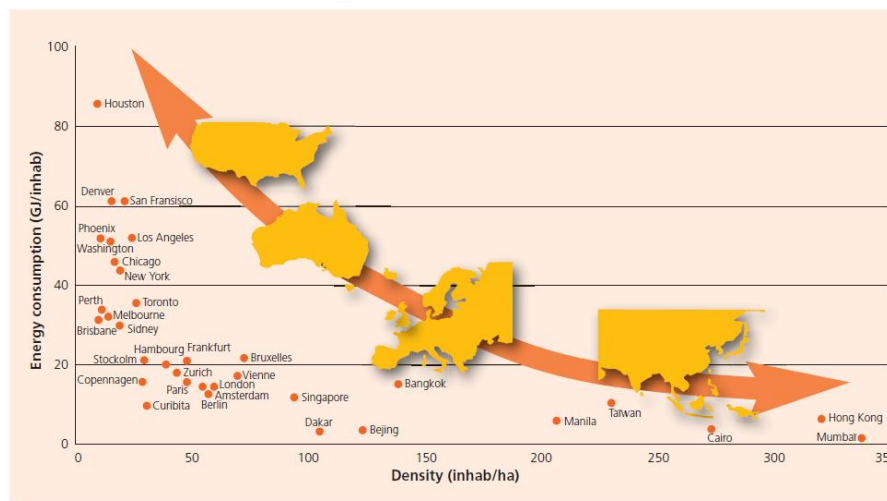 100
80
60
40
20
0
Energy consumption (GJ/inhab)
Houston
Denver
San Fransisco
Phoenix
Los Angeles
Washington
Chicago
New York
Perth
Toronto
Melbourne
Brisbane
Sidney
Hambourg
Frankfurt
Stockolm
Bruxelles
Copennagen
Zurich
Vienne
Paris
London
Amsterdam
Berlin
Curibita
Singapore
Bangkok
Dakar
Bejing
Manila
Taiwan
Cairo
Hong Kong
Mumbai
0
50
100
150
200
250
300
350
Density (inhab/ha)